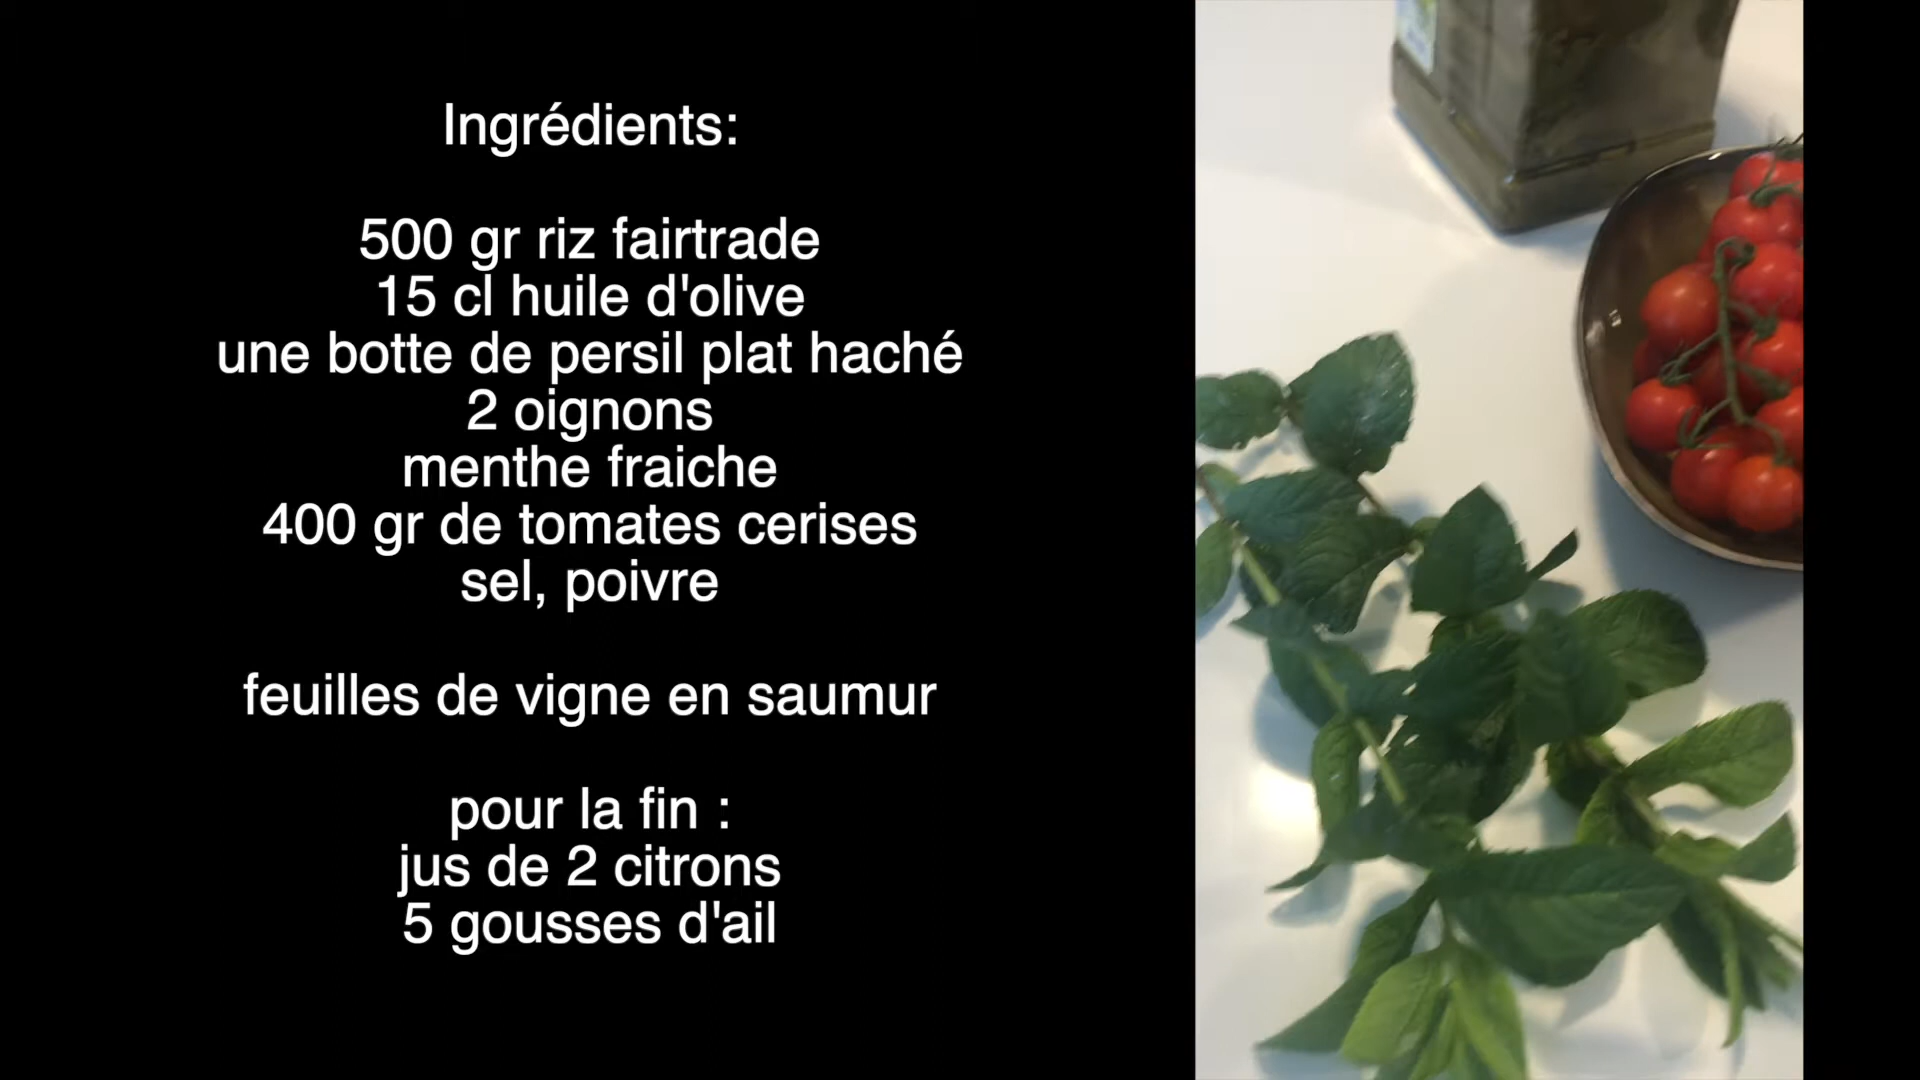 Ingrédients:
500 gr riz fairtrade
15 cl huile d'olive
une botte de persil plat haché
2 oignons
menthe fraiche
400 gr de tomates cerises
sel, poivre
feuilles de vigne en saumur
pour la fin :
jus de 2 citrons
5 gousses d'ail